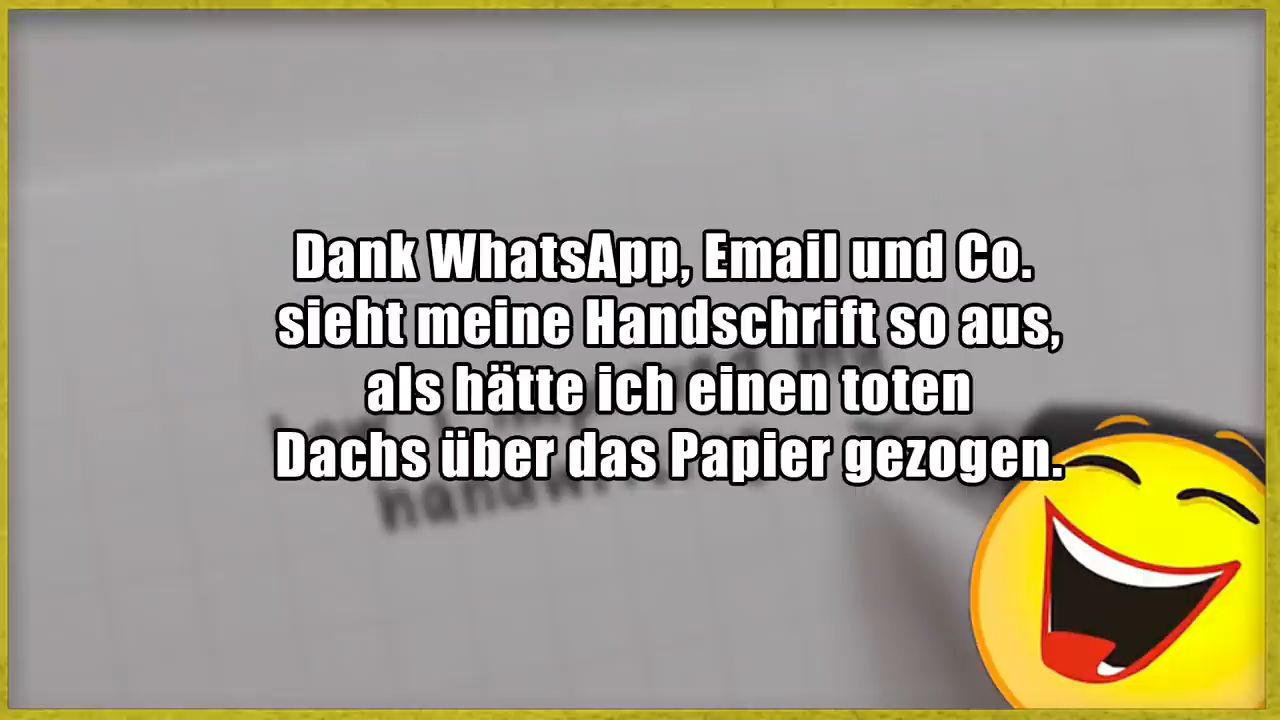 Dank WhatsApp, Email und Co.
sieht meine Handschrift so aus,
als hätte ich einen toten
Dachs über das Papier gezogen.